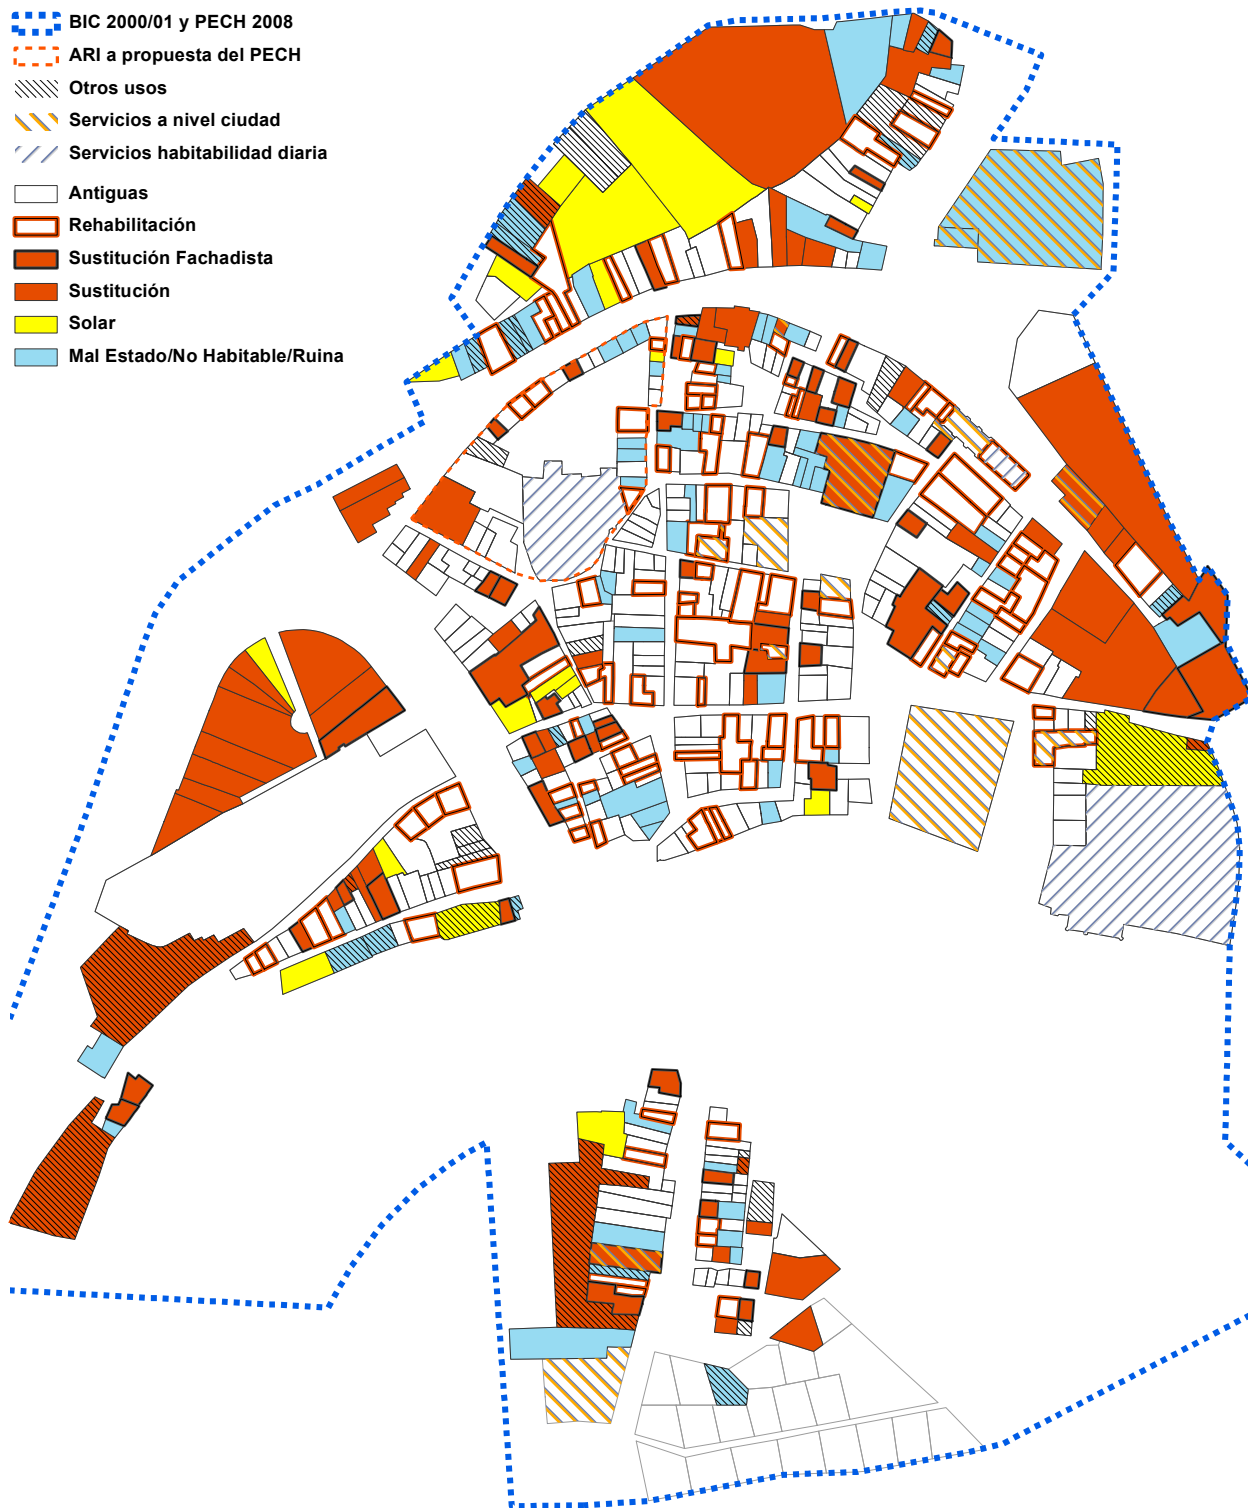 BIC 2000/01 y PECH 2008
ARI a propuesta del PECH
Otros usos
Servicios a nivel ciudad
Servicios habitabilidad diaria
Antiguas
Rehabilitación
Sustitución Fachadista
Sustitución
Solar
Mal Estado/No Habitable/Ruina